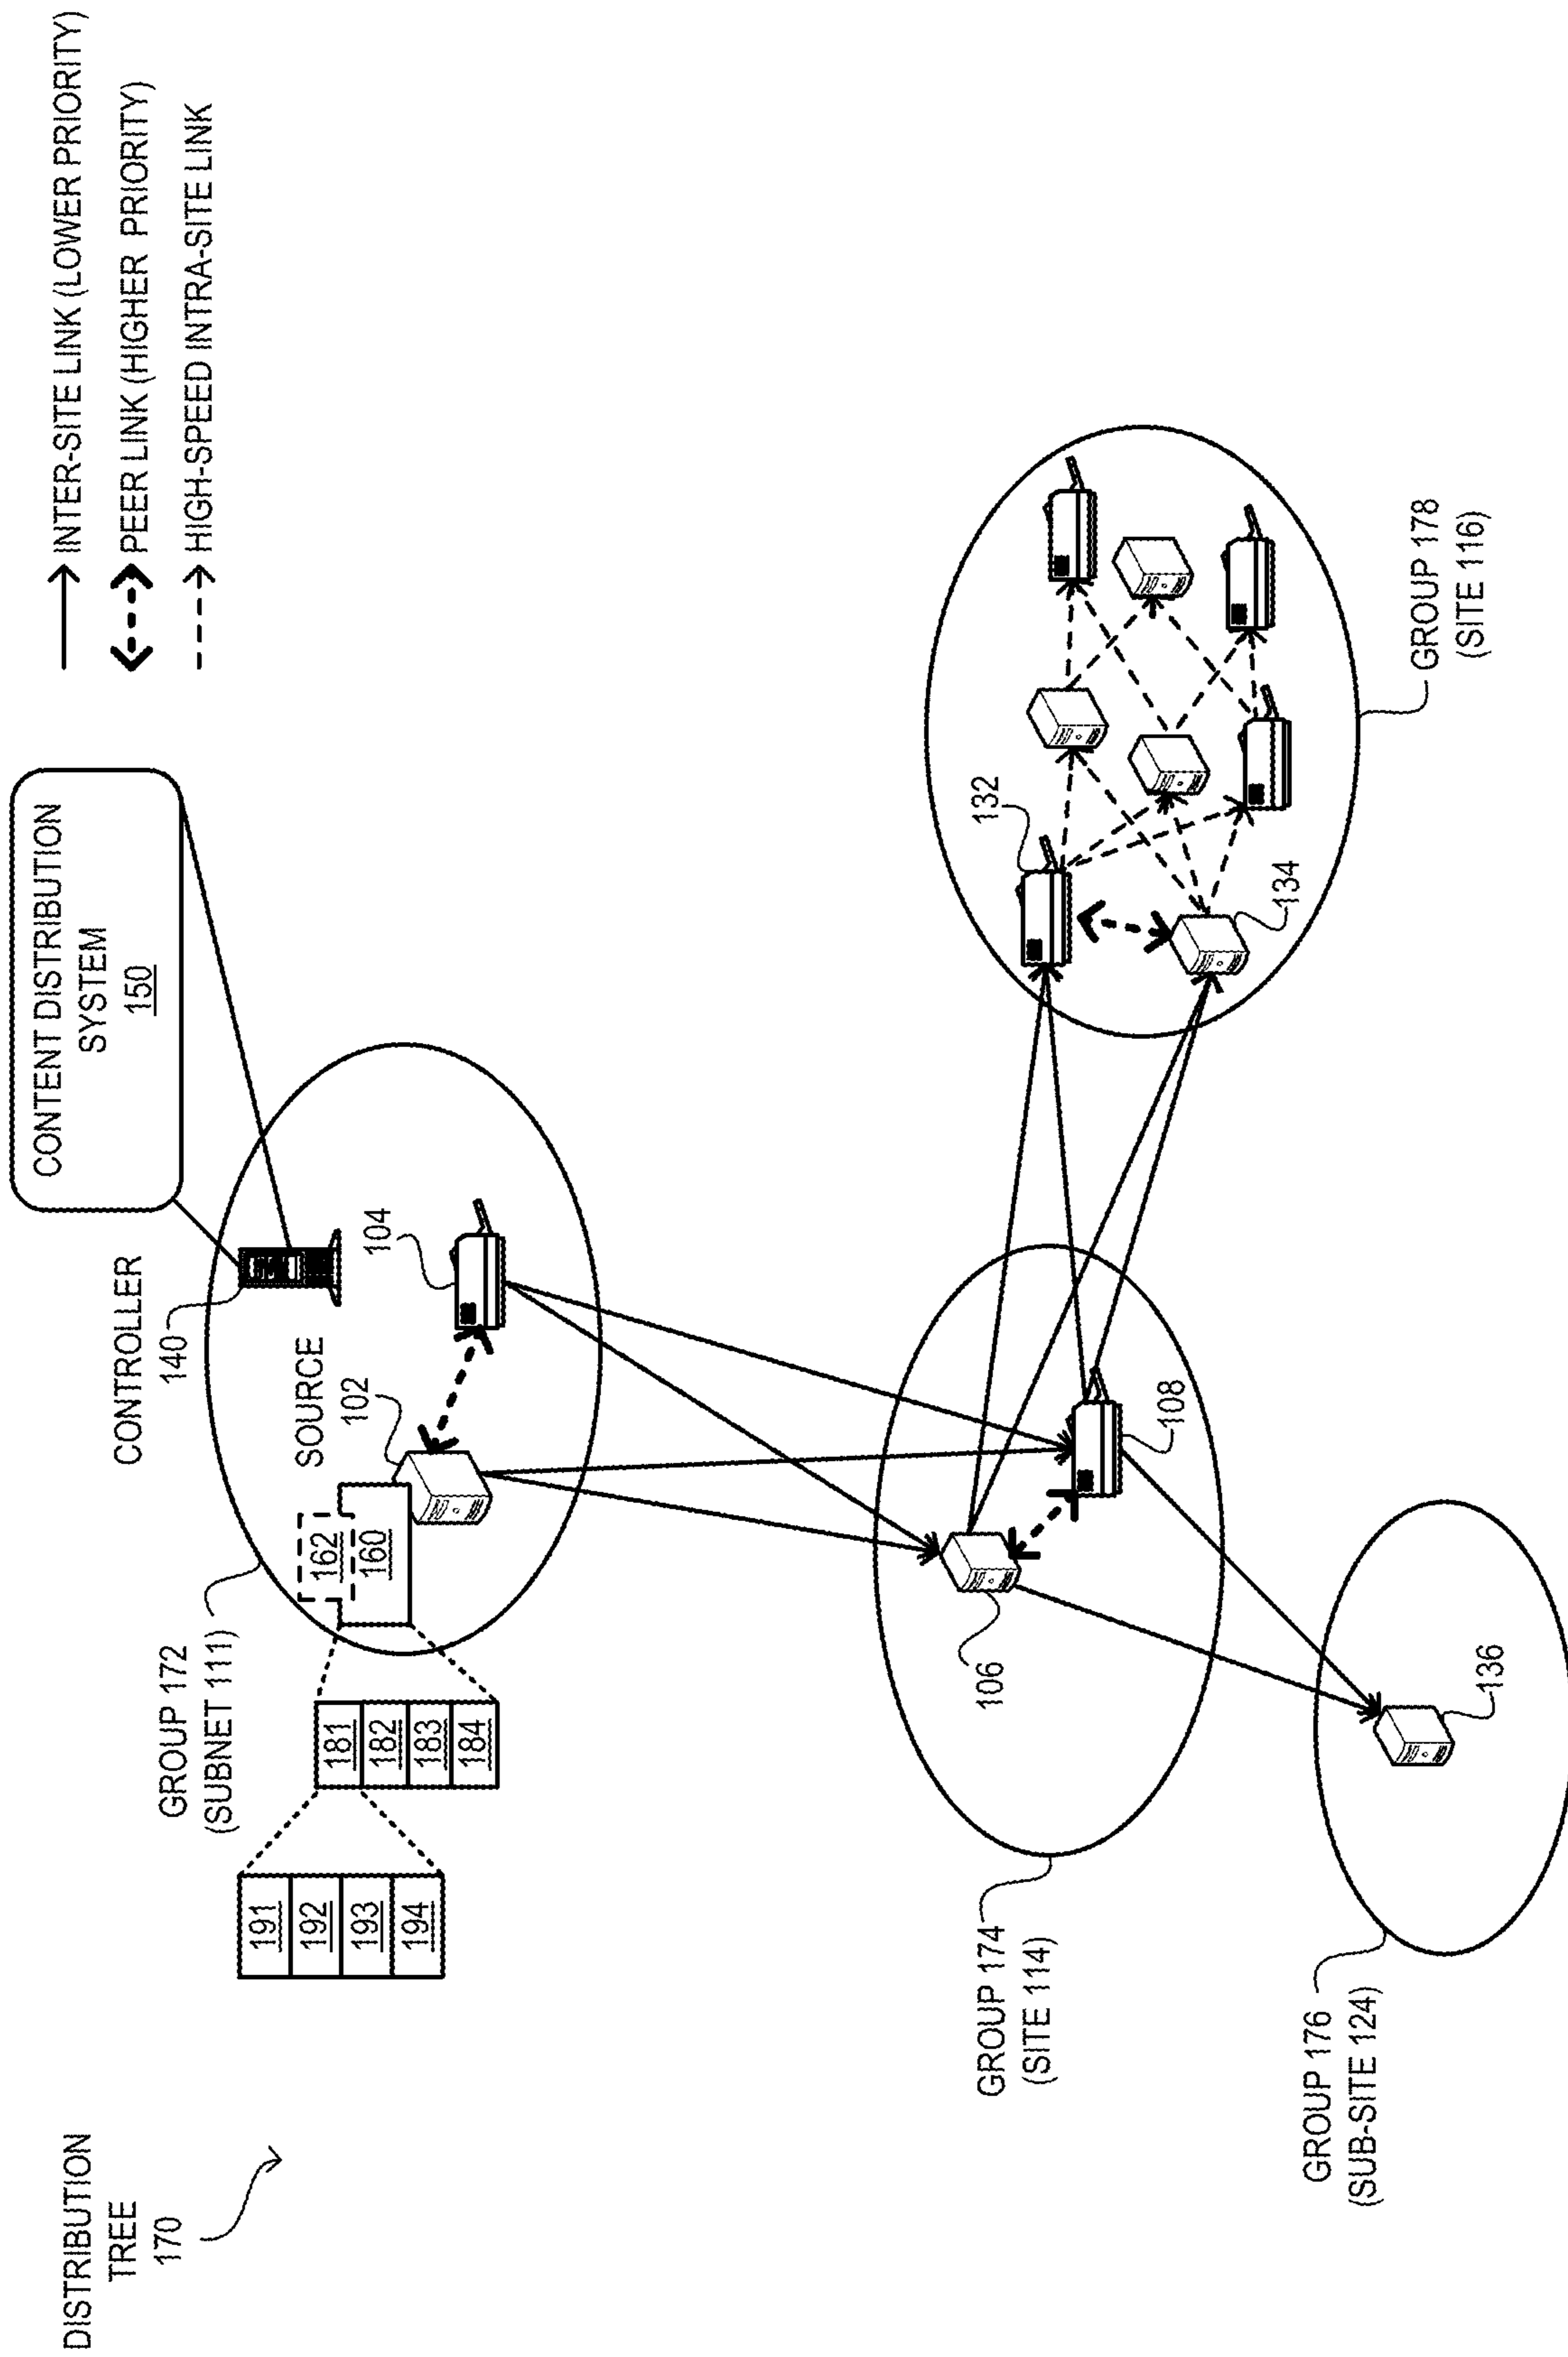 DISTRIBUTION
TREE
170
INTER-SITE LINK (LOWER PRIORITY)
PEER LINK (HIGHER PRIORITY)
HIGH-SPEED INTRA-SITE LINK
CONTENT DISTRIBUTION
SYSTEM
150
CONTROLLER
140
GROUP 172
(SUBNET 111)
SOURCE
102
104
162
160
191
192
193
194
181
182
183
184
GROUP 174
(SITE 114)
106
108
132
134
GROUP 178
(SITE 116)
GROUP 176
(SUB-SITE 124)
136